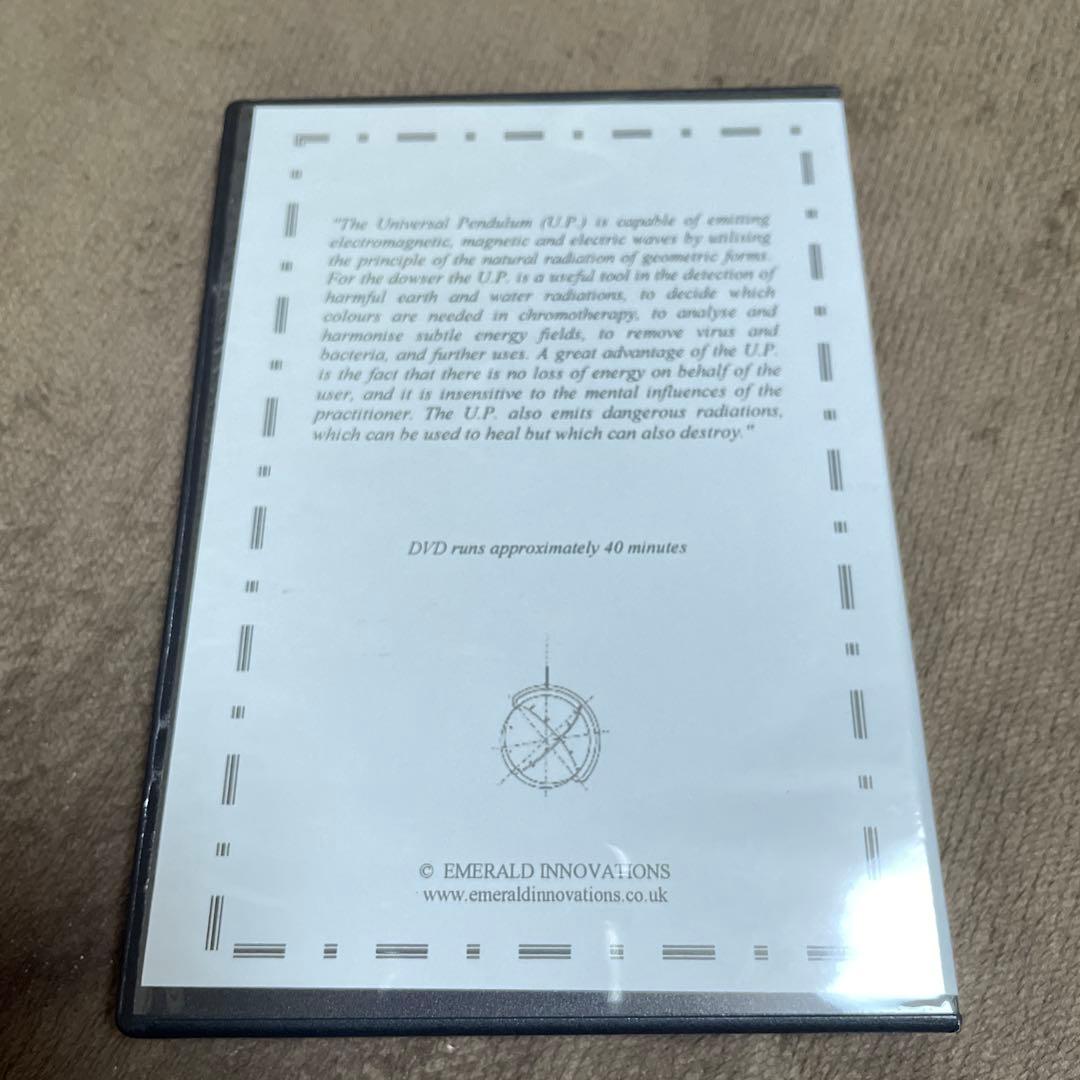 "The Universal Pendulum (U.P.) is capable of emitting
electromagnetic, magnetic and electric waves by utilising
the principle of the natural radiation of geometric forms.
For the dowser the U.P. is a useful tool in the detection of
harmful earth and water radiations, to decide which
colours are needed in chromotherapy, to analyse and
harmonise subtle energy fields, to remove virus and
bacteria, and further uses. A great advantage of the U.P.
is the fact that there is no loss of energy on behalf of the
user, and it is insensitive to the mental influences of the
practitioner. The U.P. also emits dangerous radiations,
which can be used to heal but which can also destroy."
DVD runs approximately 40 minutes
© EMERALD INNOVATIONS
www.emeraldinnovations.co.uk